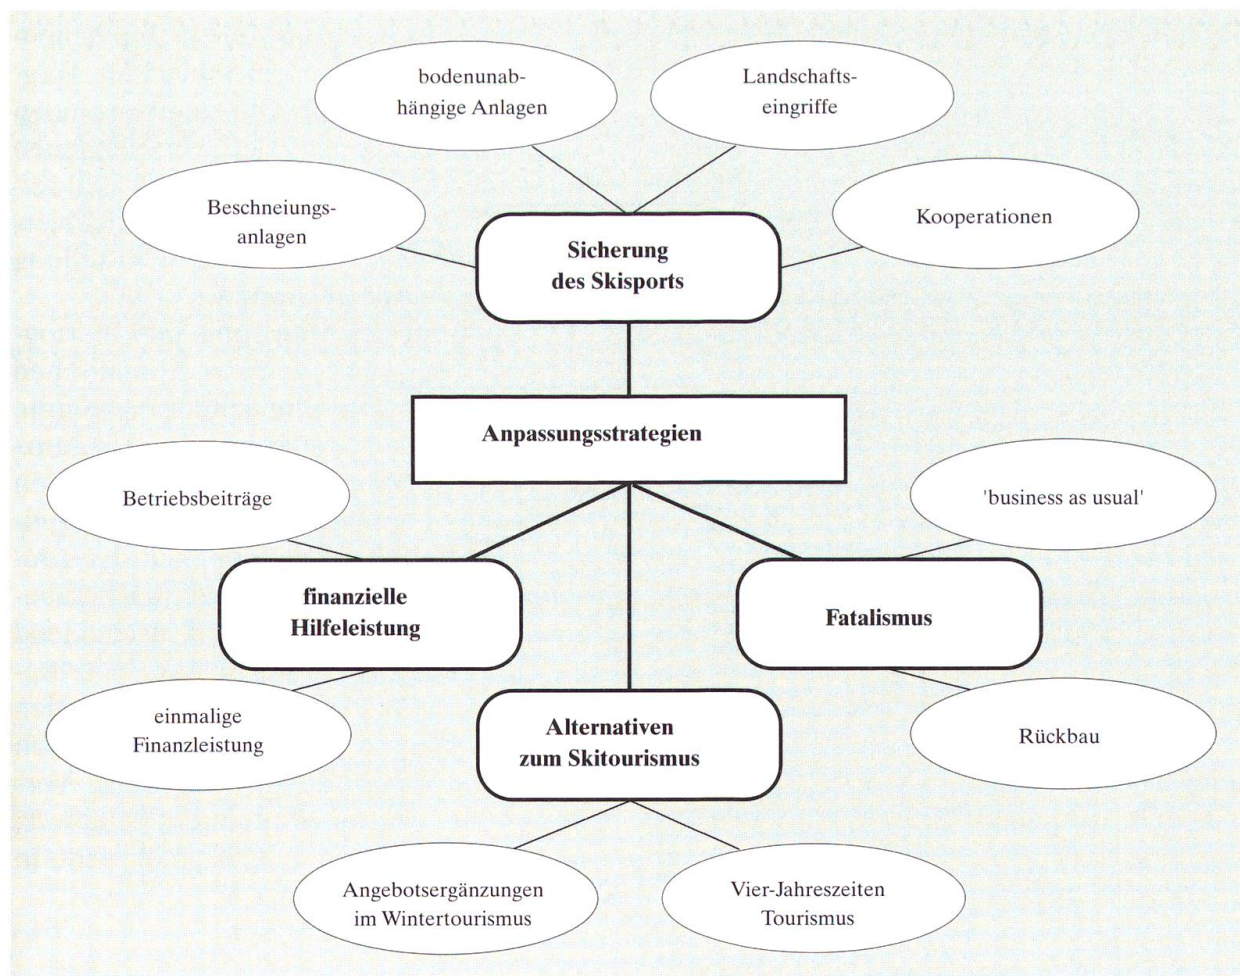 bodenunab-
hängige Anlagen
Landschafts-
eingriffe
Beschneiungs-
anlagen
Kooperationen
Sicherung
des Skisports
Anpassungsstrategien
Betriebsbeiträge
'business as usual'
finanzielle
Hilfeleistung
Fatalismus
einmalige
Finanzleistung
Alternativen
zum Skitourismus
Rückbau
Angebotsergänzungen
im Wintertourismus
Vier-Jahreszeiten
Tourismus